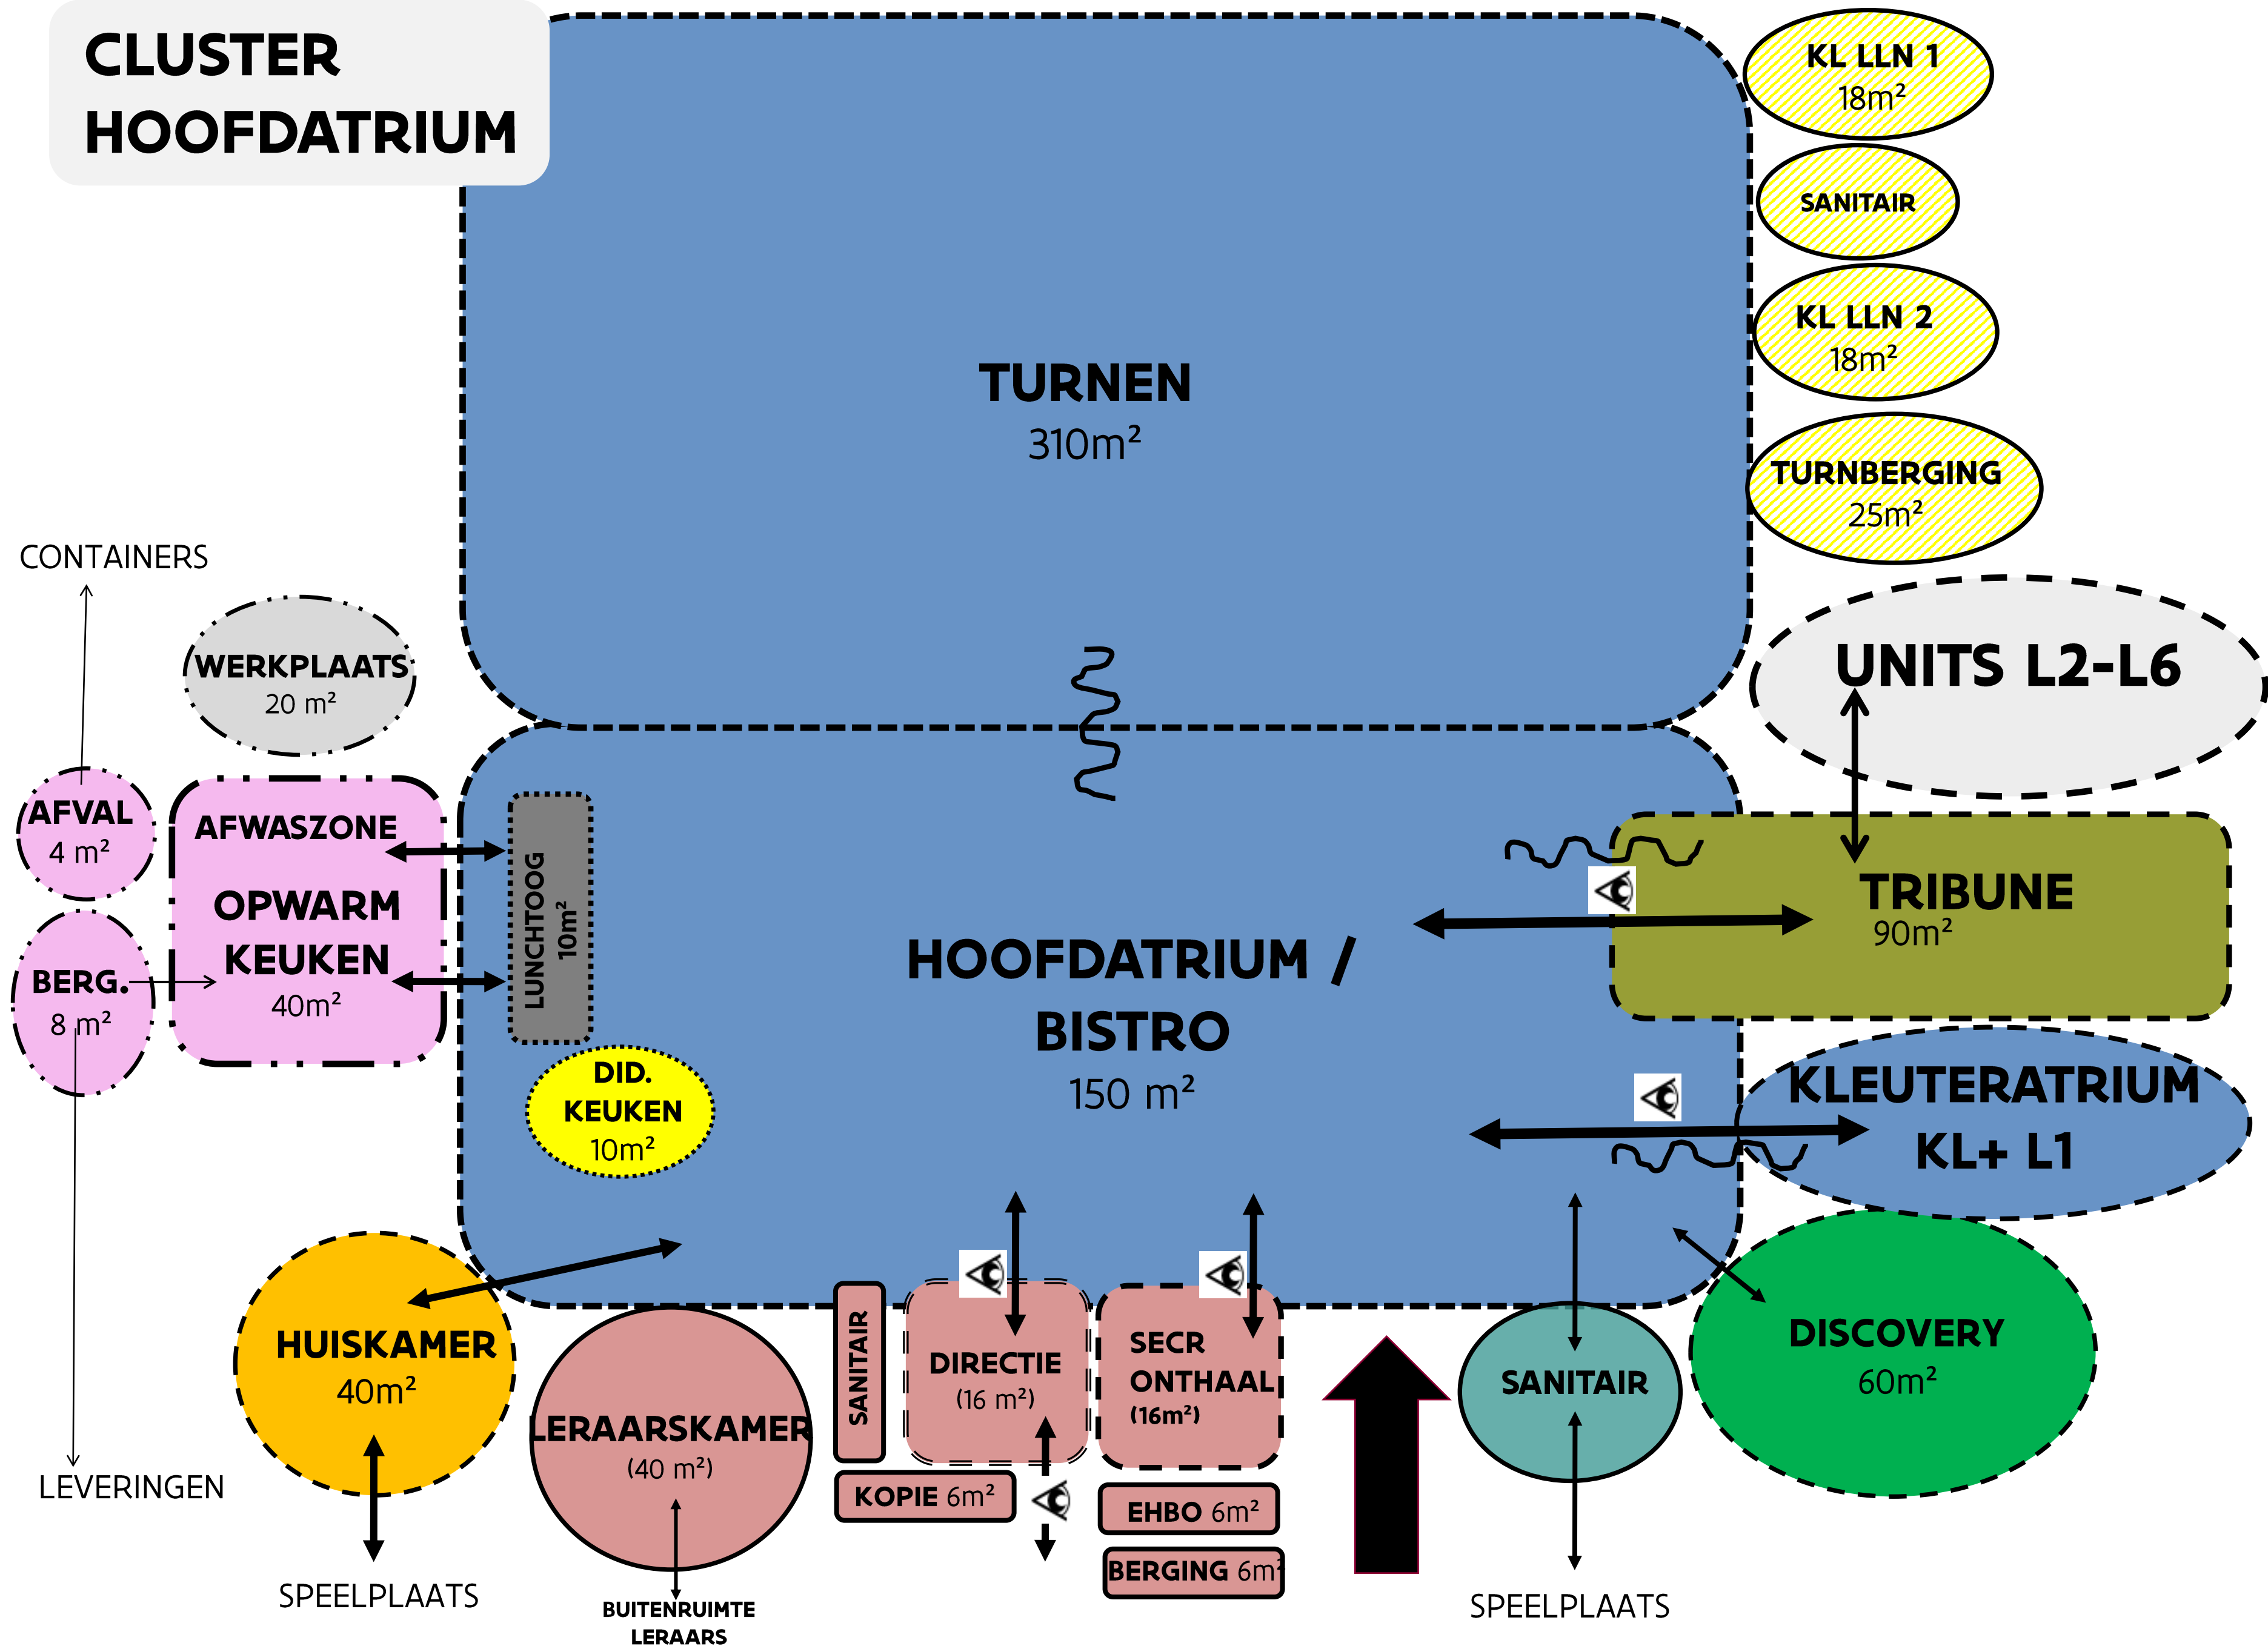 CLUSTER
HOOFDATRIUM
KL LLN 1
18m²
SANITAIR
KL LLN 2
18m²
TURNEN
310m²
TURNBERGING
25m²
CONTAINERS
WERKPLAATS
20 m²
UNITS L2-L6
AFVAL
4 m²
AFWASZONE
OPWARM
KEUKEN
40m²
BERG.
8 m²
LUNCHTOOG
10m²
HOOFDATRIUM /
BISTRO
150 m²
TRIBUNE
90m²
DID.
KEUKEN
10m²
KLEUTERATRIUM
KL+ L1
HUISKAMER
40m²
LERAARSKAMER
(40 m²)
SANITAIR
DIRECTIE
(16 m²)
SECR
ONTHAAL
(16m²)
SANITAIR
DISCOVERY
60m²
LEVERINGEN
KOPIE 6m²
EHBO 6m²
BERGING 6m²
SPEELPLAATS
BUITENRUIMTE
LERAARS
SPEELPLAATS